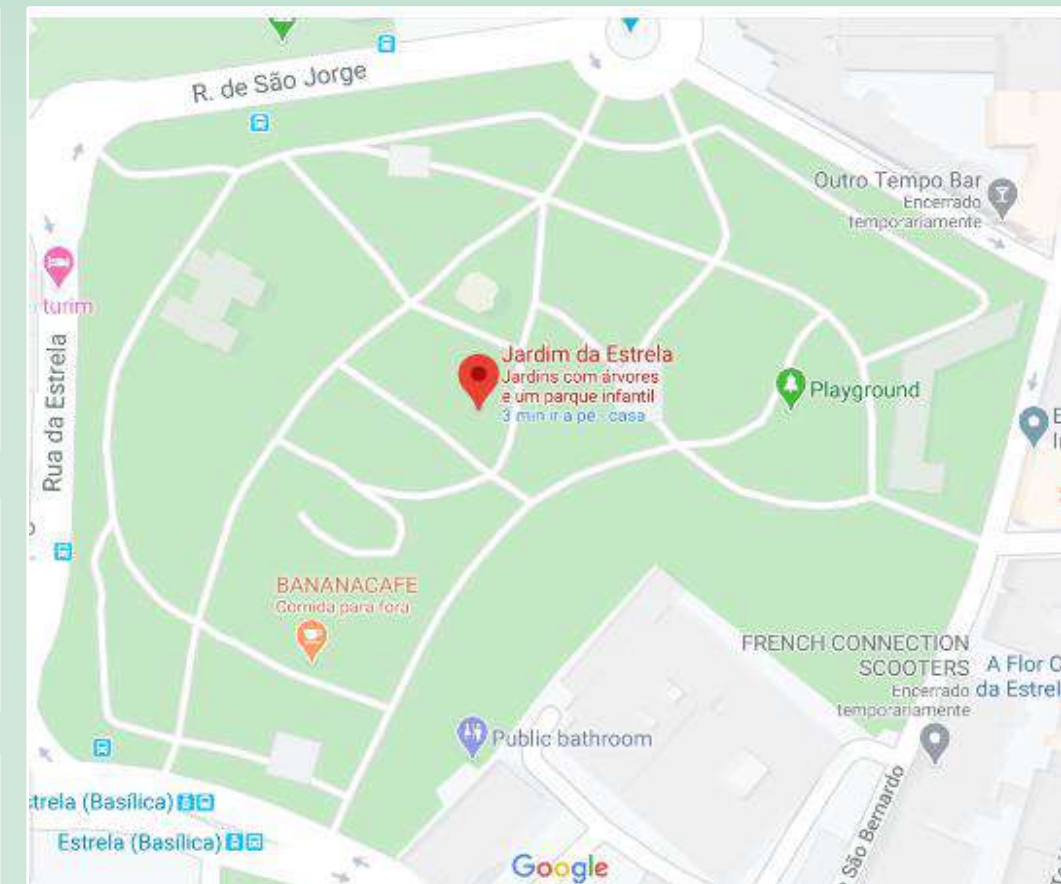 R. de São Jorge
Outro Tempo Bar
Encerrado
temporariamente
turim
Rua da Estrela
Jardim da Estrela
Jardins com árvores
e um parque infantil
3 min ir a pé - casa
Playground
BANANACAFE
Comida para fora
FRENCH CONNECTION
SCOOTERS
Encerrado
temporariamente
A Flor
da Estrel
Public bathroom
trela (Basílica)
Estrela (Basílica)
São Bernardo
Google